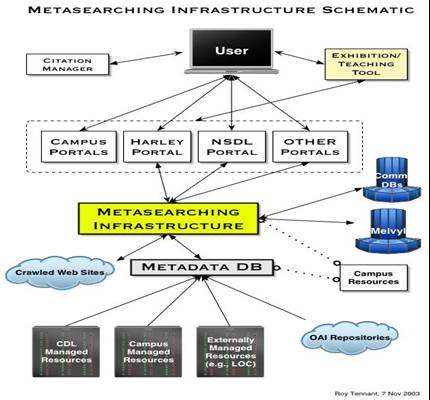 METASEARCHING INFRASTRUCTURE SCHEMATIC
User
CITATION
MANAGER
EXHIBITION/
TEACHING
TOOL
CAMPUS
PORTALS
HARLEY
PORTAL
NSDL
PORTAL
OTHER
PORTALS
Comm
DBs
METASEARCHING
INFRASTRUCTURE
Melvyl
Crawled Web Sites
METADATA DB
Campus
Resources
CDL
Managed
Resources
Campus
Managed
Resources
Externally
Managed
Resources
(e.g., LOC)
OAI Repositories
Roy Tennant, 7 Nov 2003